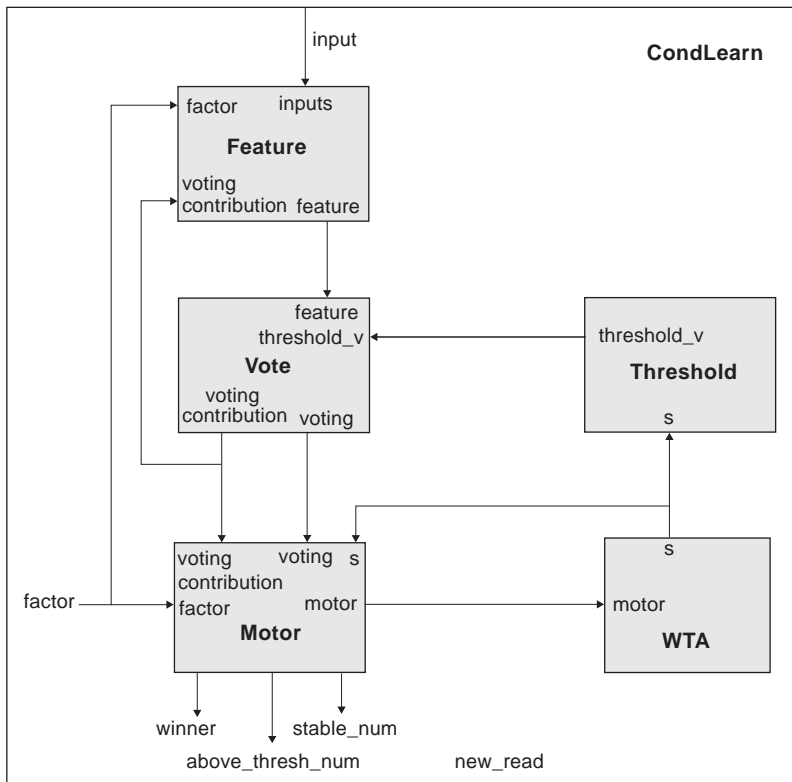 input
CondLearn
factor
inputs
Feature
voting
contribution
feature
feature
threshold_v
Vote
voting
contribution
voting
threshold_v
Threshold
s
voting
contribution
voting
s
factor
factor
motor
Motor
s
motor
WTA
winner
stable_num
above_thresh_num
new_read